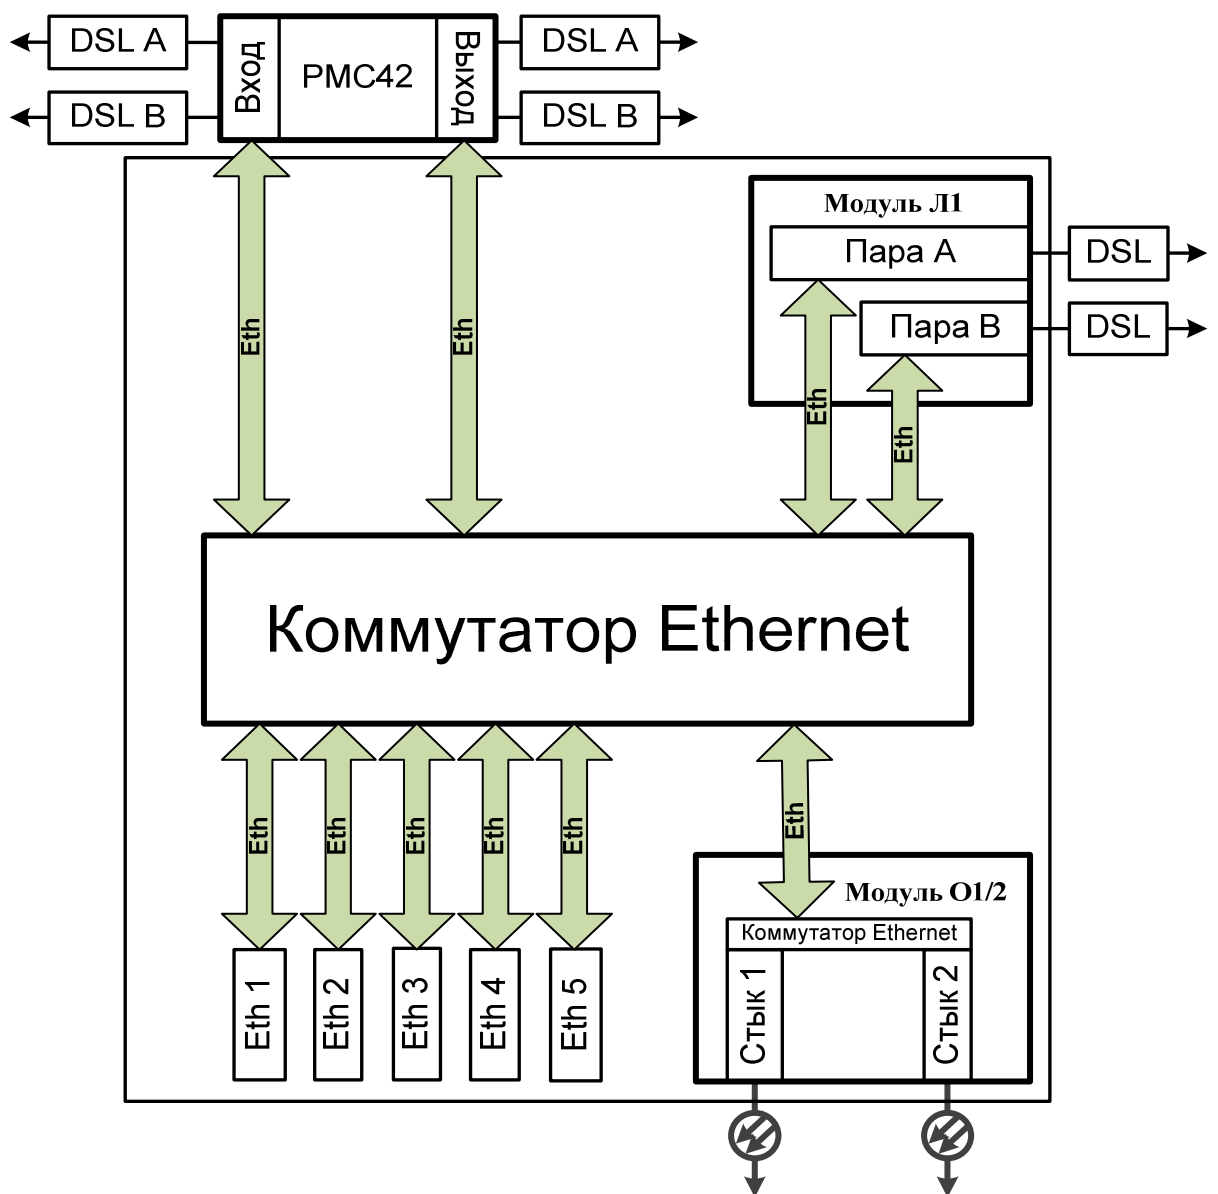 DSL A
Вход
РМС42
Выход
DSL A
DSL B
DSL B
Модуль Л1
Пара А
DSL
Пара В
DSL
Eth
Eth
Eth
Eth
Коммутатор Ethernet
Eth
Eth
Eth
Eth
Eth
Eth
Модуль О1/2
Коммутатор Ethernet
Eth 1
Eth 2
Eth 3
Eth 4
Eth 5
Стык 1
Стык 2